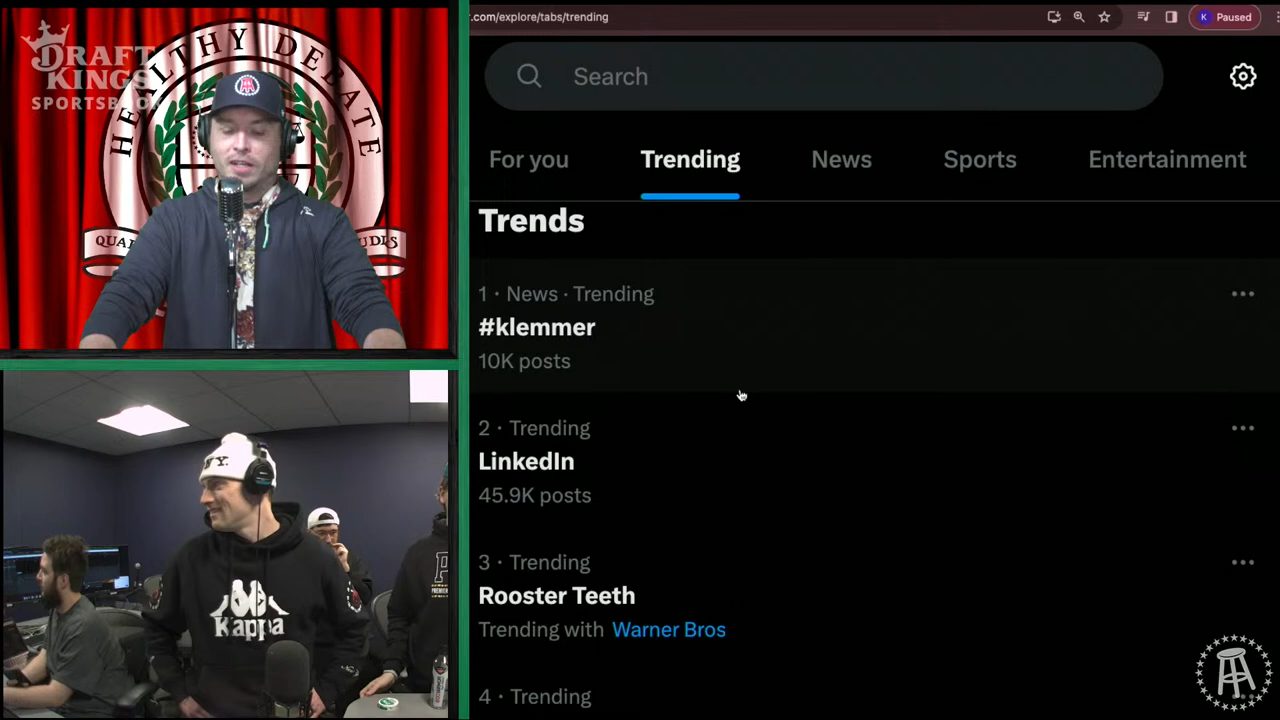 DRAFT
KINGS
SPORTSBOOK
HEALTHY DEBATE
NY.
Kappa
.com/explore/tabs/trending
K Paused
Search
For you Trending News Sports Entertainment
Trends
1 · News · Trending
#klemmer
10K posts
2 · Trending
LinkedIn
45.9K posts
3 · Trending
Rooster Teeth
Trending with Warner Bros
4 · Trending